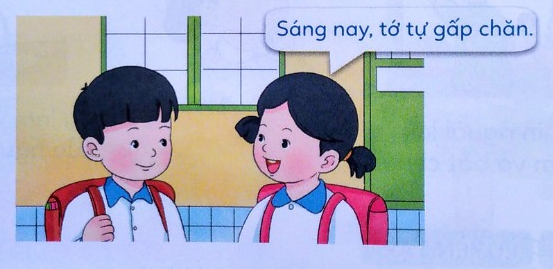 Sáng nay, tớ tự gấp chăn.